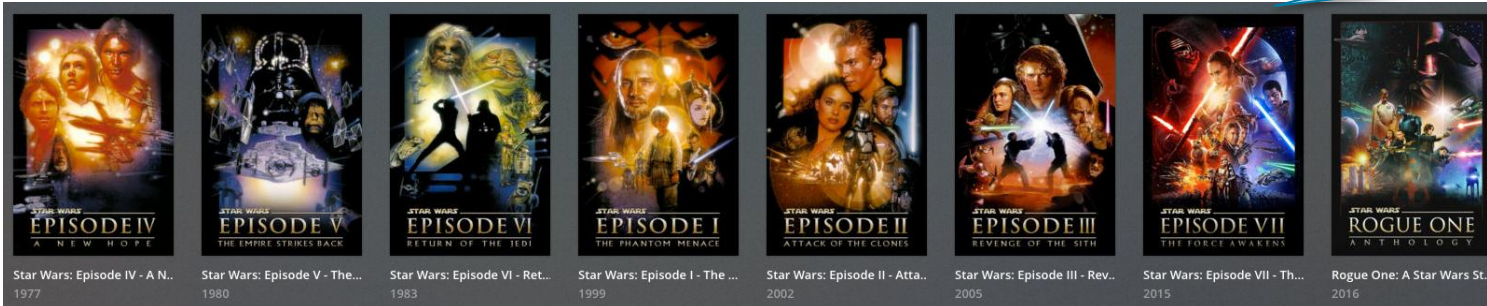 STAR WARS
EPISODE IV
A NEW HOPE
Star Wars: Episode IV - A N..
1977
STAR WARS
EPISODE V
THE EMPIRE STRIKES BACK
Star Wars: Episode V - The...
1980
STAR WARS
EPISODE VI
RETURN OF THE JEDI
Star Wars: Episode VI - Ret...
1983
STAR WARS
EPISODE I
THE PHANTOM MENACE
Star Wars: Episode I - The ...
1999
STAR WARS
EPISODE II
ATTACK OF THE CLONES
Star Wars: Episode II - Atta..
2002
STAR WARS
EPISODE III
REVENGE OF THE SITH
Star Wars: Episode III - Rev..
2005
STAR WARS
EPISODE VII
THE FORCE AWAKENS
Star Wars: Episode VII - Th...
2015
STAR WARS
ROGUE ONE
ANTHOLOGY
Rogue One: A Star Wars St.
2016